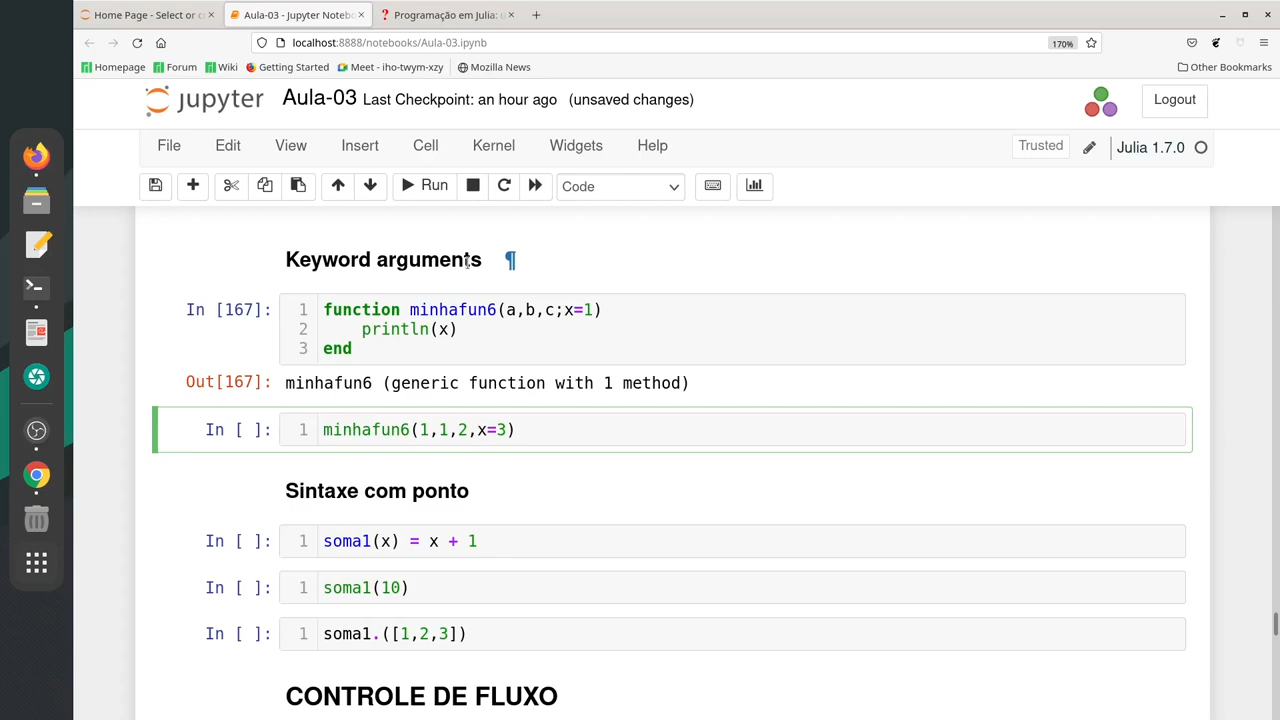 Home Page - Select or c
Aula-03 - Jupyter Notebo
Programação em Julia: u
localhost:8888/notebooks/Aula-03.ipynb
170%
Homepage
Forum
Wiki
Getting Started
Meet - iho-twym-xzy
Mozilla News
Other Bookmarks
jupyter
Aula-03
Last Checkpoint: an hour ago
(unsaved changes)
Logout
File
Edit
View
Insert
Cell
Kernel
Widgets
Help
Trusted
Julia 1.7.0
Run
Code
Keyword arguments ¶
In [167]:
1 function minhafun6(a,b,c;x=1)
2     println(x)
3 end
Out[167]: minhafun6 (generic function with 1 method)
In [ ]: 1 minhafun6(1,1,2,x=3)
Sintaxe com ponto
In [ ]: 1 soma1(x) = x + 1
In [ ]: 1 soma1(10)
In [ ]: 1 soma1.([1,2,3])
CONTROLE DE FLUXO